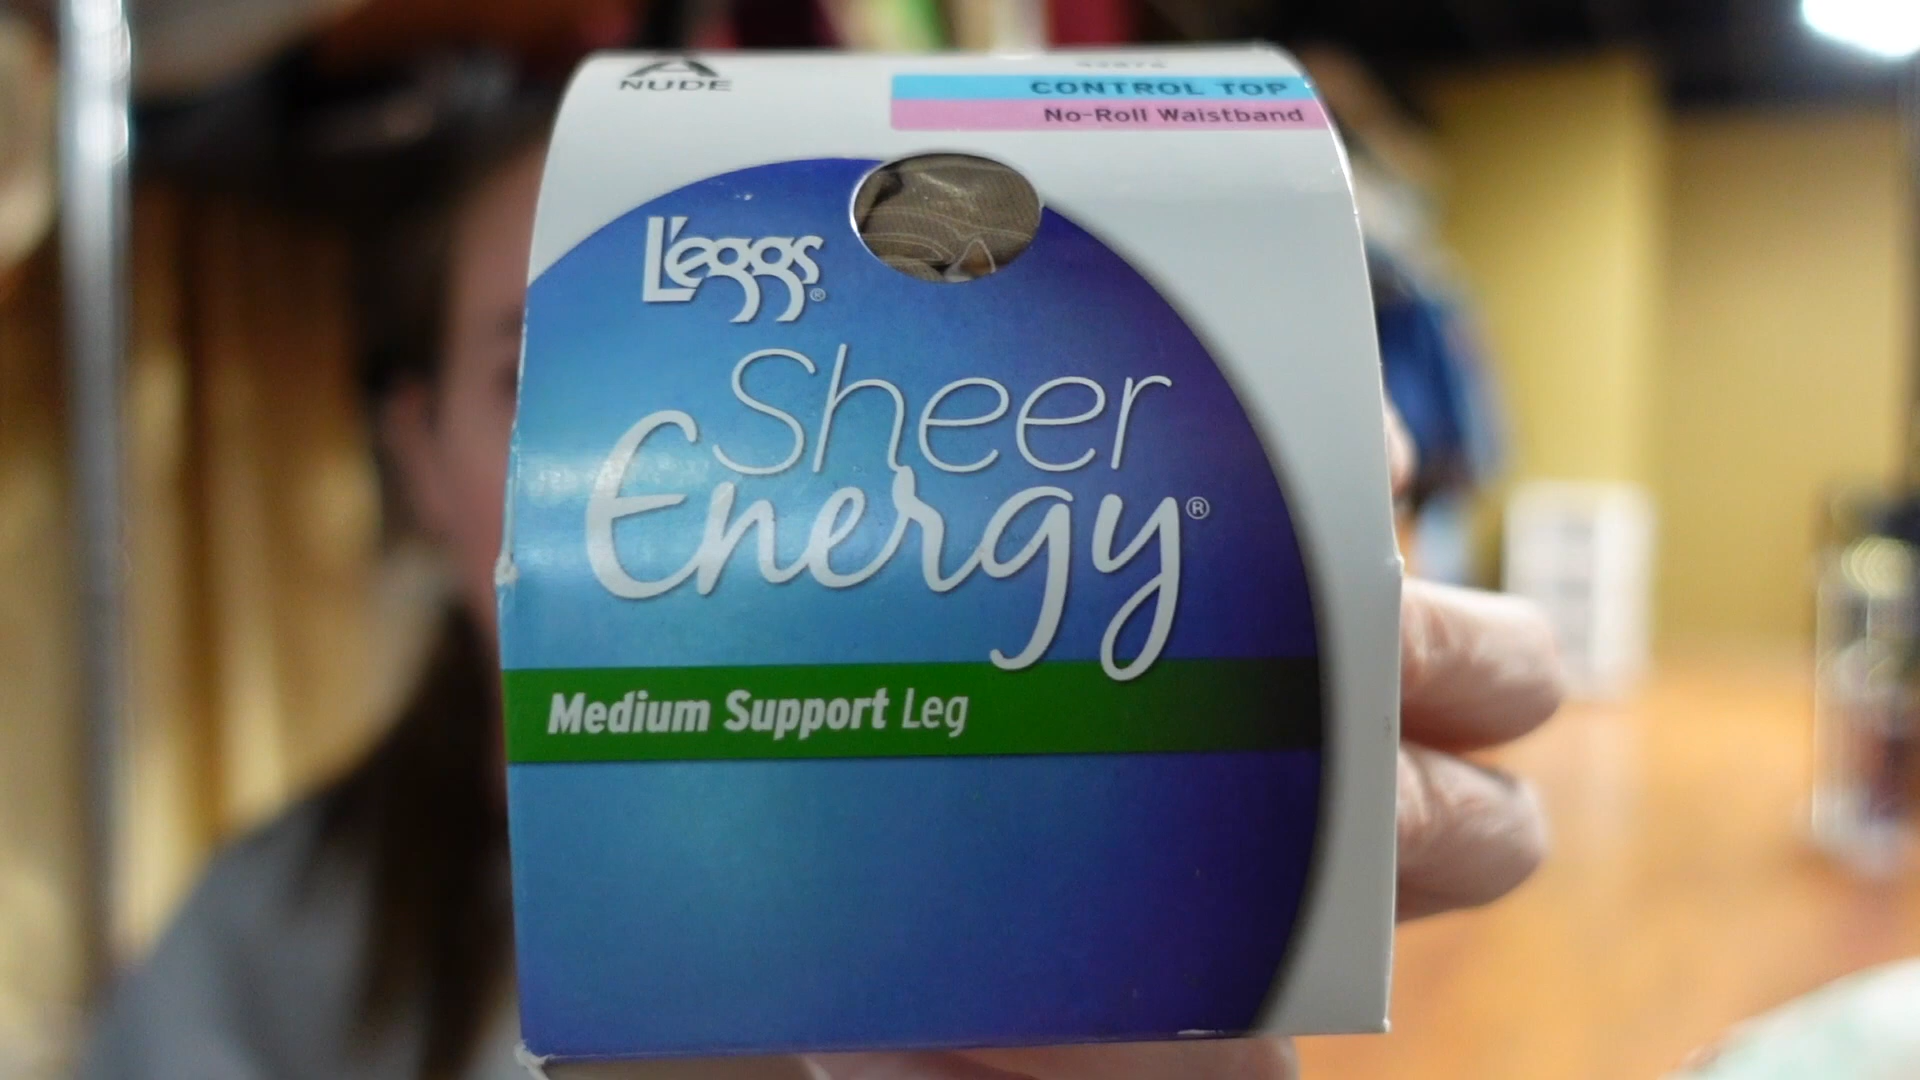 A
NUDE
CONTROL TOP
No-Roll Waistband
L'eggs®
Sheer
Energy®
Medium Support Leg